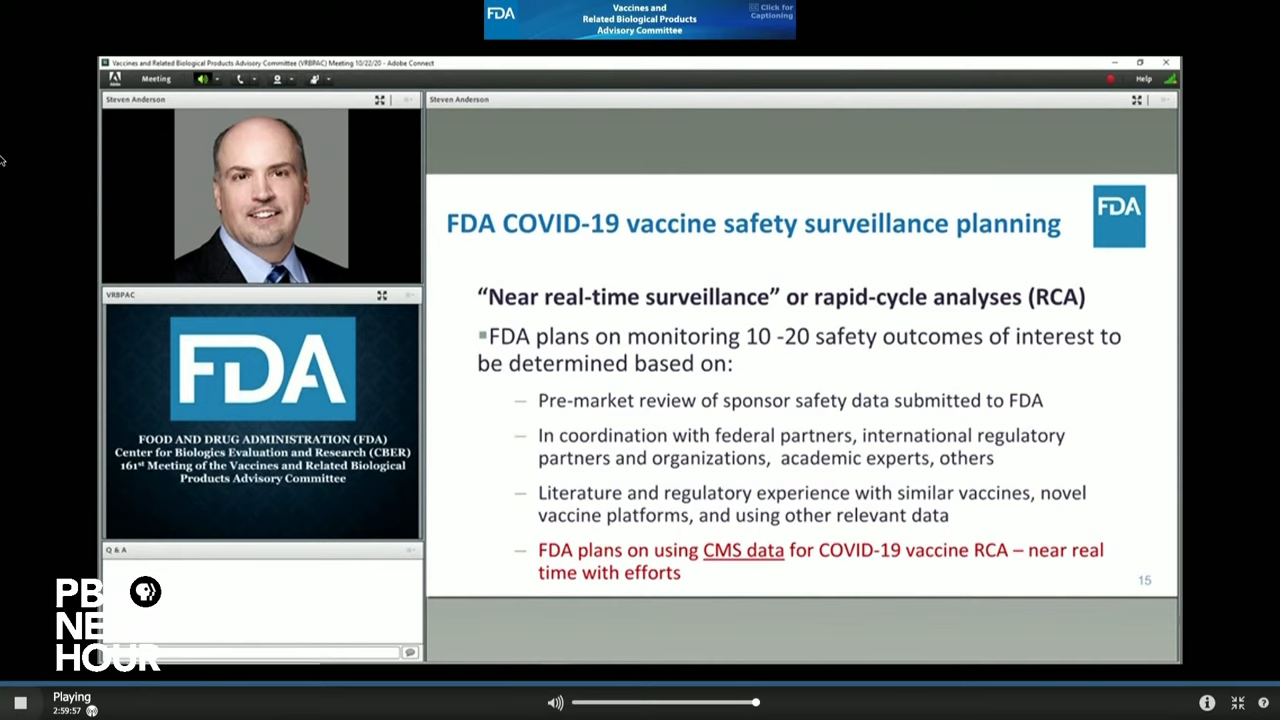 FDA
Vaccines and
Related Biological Products
Advisory Committee
CC Click for
Captioning
Vaccines and Related Biological Products Advisory Committee (VRBPAC) Meeting 10/22/20 - Adobe Connect
Meeting
Help
Steven Anderson
Steven Anderson
FDA
FDA COVID-19 vaccine safety surveillance planning
“Near real-time surveillance” or rapid-cycle analyses (RCA)
▪FDA plans on monitoring 10 -20 safety outcomes of interest to
be determined based on:
– Pre-market review of sponsor safety data submitted to FDA
– In coordination with federal partners, international regulatory
partners and organizations, academic experts, others
– Literature and regulatory experience with similar vaccines, novel
vaccine platforms, and using other relevant data
– FDA plans on using CMS data for COVID-19 vaccine RCA – near real
time with efforts
15
VRBPAC
FDA
FOOD AND DRUG ADMINISTRATION (FDA)
Center for Biologics Evaluation and Research (CBER)
161st Meeting of the Vaccines and Related Biological
Products Advisory Committee
Q & A
PBS
NEWS
HOUR
Playing
2:59:57